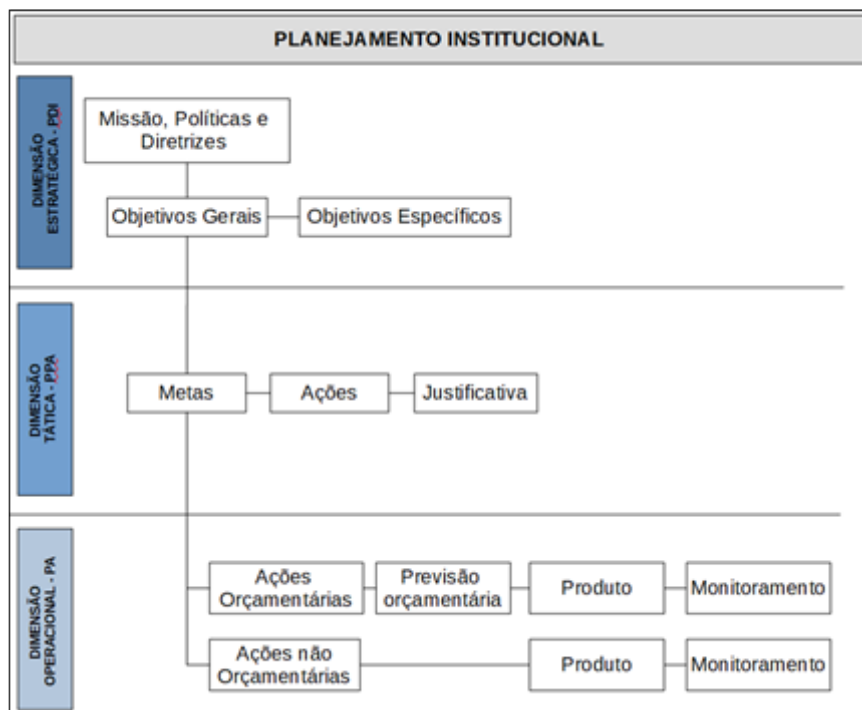 PLANEJAMENTO INSTITUCIONAL
DIMENSÃO
ESTRATÉGICA - PDI
Missão, Políticas e
Diretrizes
Objetivos Gerais
Objetivos Específicos
DIMENSÃO
TÁTICA - PPA
Metas
Ações
Justificativa
DIMENSÃO
OPERACIONAL - PA
Ações
Orçamentárias
Previsão
orçamentária
Produto
Monitoramento
Ações não
Orçamentárias
Produto
Monitoramento